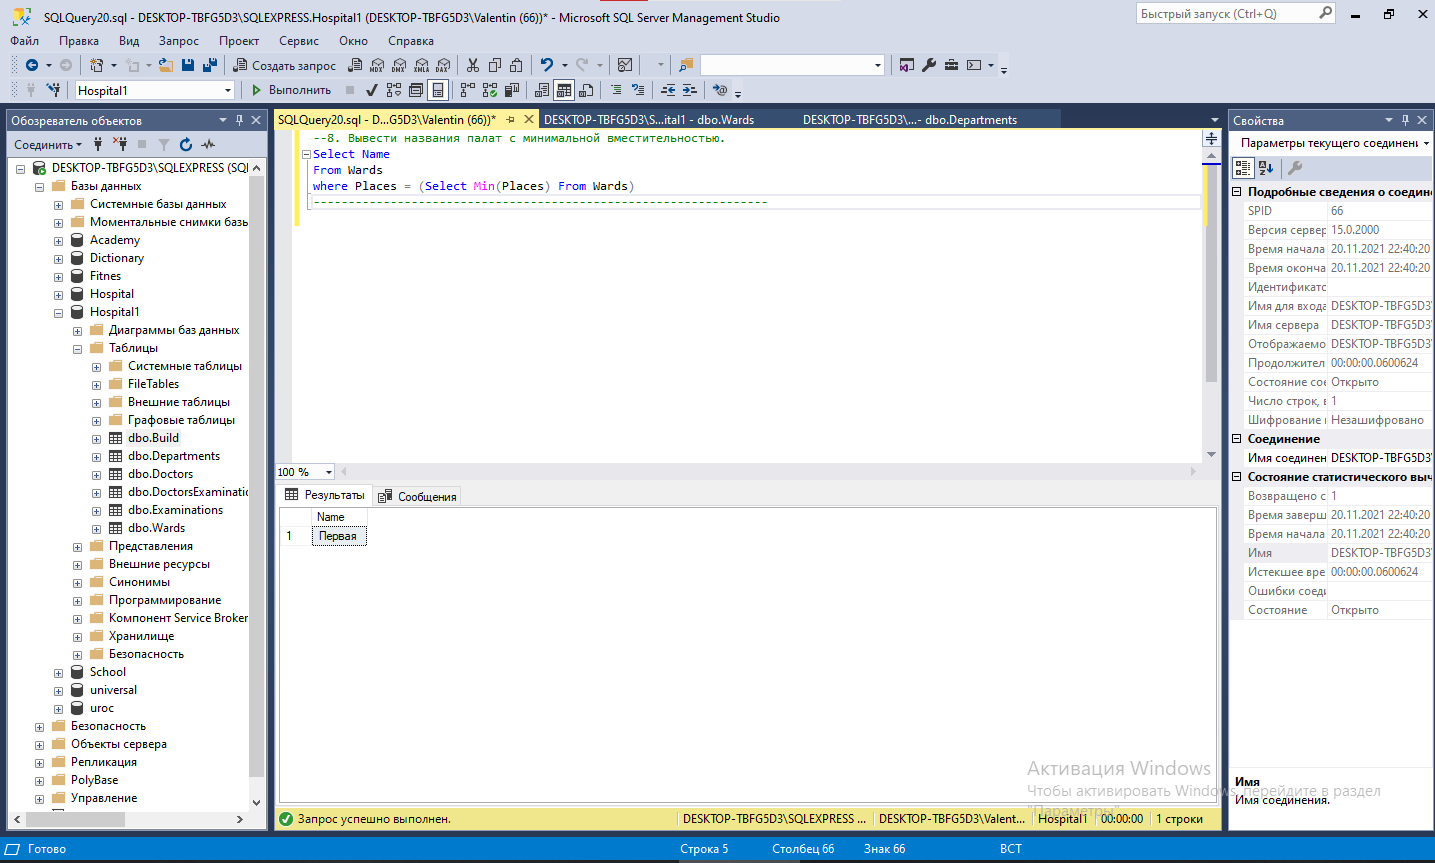 SQLQuery20.sql - DESKTOP-TBFG5D3\SQLEXPRESS.Hospital1 (DESKTOP-TBFG5D3\Valentin (66))* - Microsoft SQL Server Management Studio
Быстрый запуск (Ctrl+Q)
Файл Правка Вид Запрос Проект Сервис Окно Справка
Создать запрос MDX DMX XMLA DAX
Hospital1 Выполнить
Обозреватель объектов
Соединить
DESKTOP-TBFG5D3\SQLEXPRESS (SQL
Базы данных
Системные базы данных
Моментальные снимки базы
Academy
Dictionary
Fitnes
Hospital
Hospital1
Диаграммы баз данных
Таблицы
Системные таблицы
FileTables
Внешние таблицы
Графовые таблицы
dbo.Build
dbo.Departments
dbo.Doctors
dbo.DoctorsExaminatic
dbo.Examinations
dbo.Wards
Представления
Внешние ресурсы
Синонимы
Программирование
Компонент Service Broker
Хранилище
Безопасность
School
universal
uroc
Безопасность
Объекты сервера
Репликация
PolyBase
Управление
SQLQuery20.sql - D...G5D3\Valentin (66))* DESKTOP-TBFG5D3\S...ital1 - dbo.Wards DESKTOP-TBFG5D3\...- dbo.Departments
--8. Вывести названия палат с минимальной вместительностью.
Select Name
From Wards
where Places = (Select Min(Places) From Wards)
-----------------------------------------------------------------
100 %
Результаты Сообщения
Name
1 Первая
Запрос успешно выполнен. DESKTOP-TBFG5D3\SQLEXPRESS ... DESKTOP-TBFG5D3\Valent... Hospital1 00:00:00 1 строки
Свойства
Параметры текущего соединени
Подробные сведения о соедин
SPID 66
Версия сервер 15.0.2000
Время начала 20.11.2021 22:40:20
Время оконча 20.11.2021 22:40:20
Идентификатс
Имя для входа DESKTOP-TBFG5D3\
Имя сервера DESKTOP-TBFG5D3\
Отображаемо DESKTOP-TBFG5D3\
Продолжител 00:00:00.0600624
Состояние сое Открыто
Число строк, в 1
Шифрование Незашифровано
Соединение
Имя соединен DESKTOP-TBFG5D3\
Состояние статистического выч
Возвращено с 1
Время заверш 20.11.2021 22:40:20
Время начала 20.11.2021 22:40:20
Имя DESKTOP-TBFG5D3\
Истекшее вре 00:00:00.0600624
Ошибки соеди
Состояние Открыто
Имя
Имя соединения.
Активация Windows
Чтобы активировать Windows, перейдите в раздел
"Параметры".
Готово Строка 5 Столбец 66 Знак 66 ВСТ